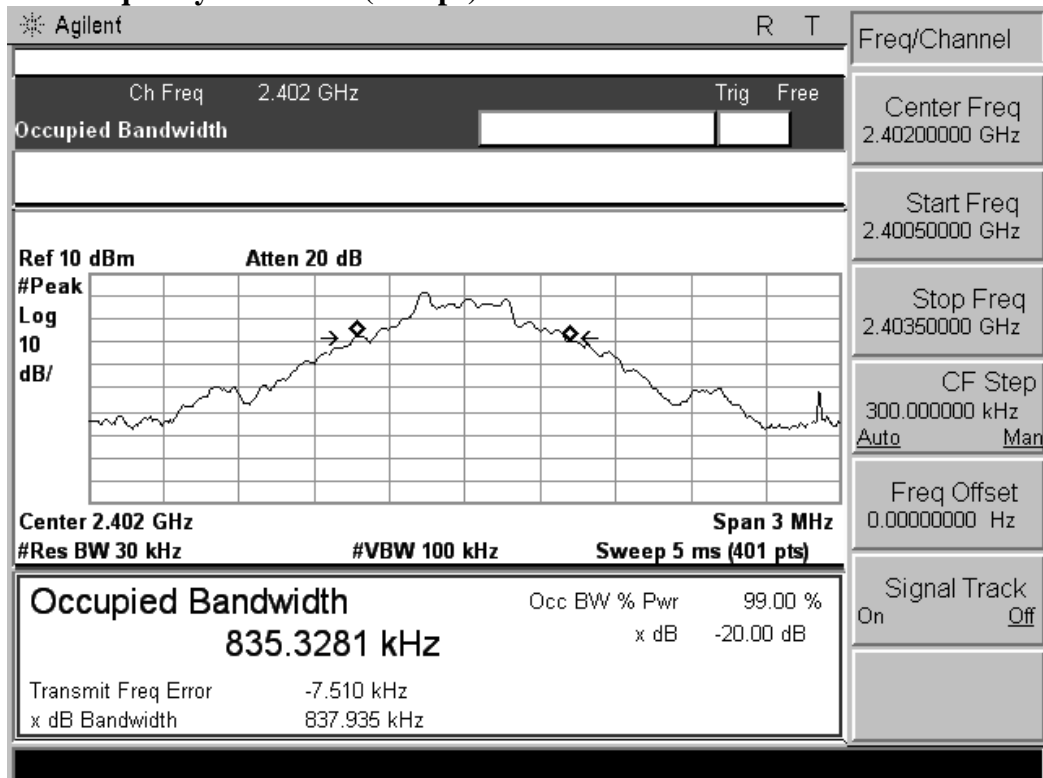 Agilent
R T
Ch Freq 2.402 GHz Trig Free
Occupied Bandwidth
Ref 10 dBm Atten 20 dB
#Peak
Log
10
dB/
Center 2.402 GHz Span 3 MHz
#Res BW 30 kHz #VBW 100 kHz Sweep 5 ms (401 pts)
Occupied Bandwidth
835.3281 kHz
Occ BW % Pwr 99.00 %
x dB -20.00 dB
Transmit Freq Error -7.510 kHz
x dB Bandwidth 837.935 kHz
Freq/Channel
Center Freq
2.40200000 GHz
Start Freq
2.40050000 GHz
Stop Freq
2.40350000 GHz
CF Step
300.000000 kHz
Auto Man
Freq Offset
0.00000000 Hz
Signal Track
On Off